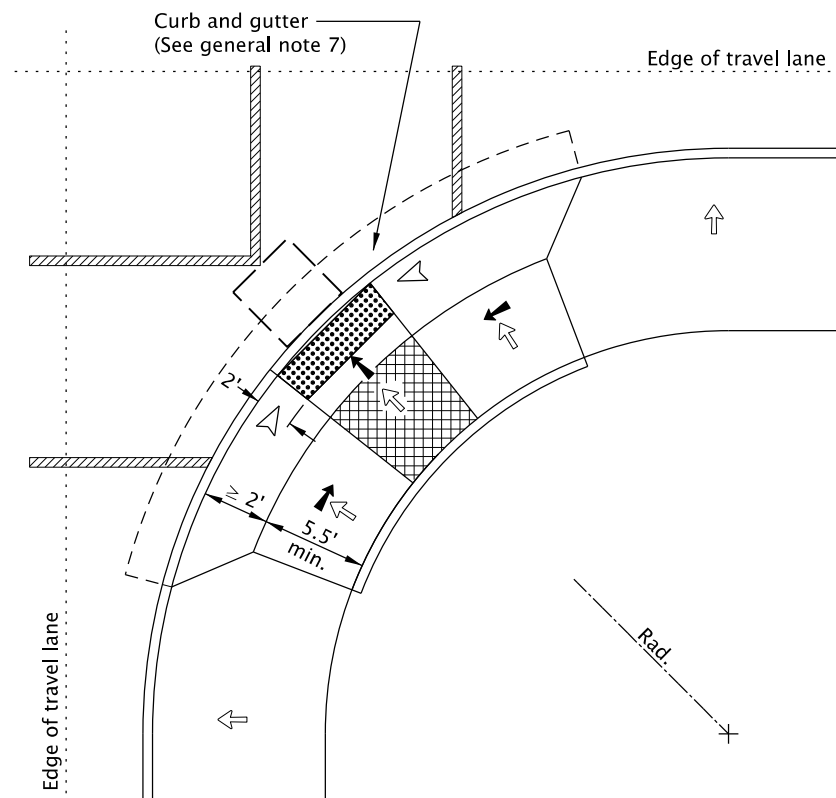 Curb and gutter
(See general note 7)
Edge of travel lane
2'
≥ 2'
5.5'
min.
Rad.
Edge of travel lane